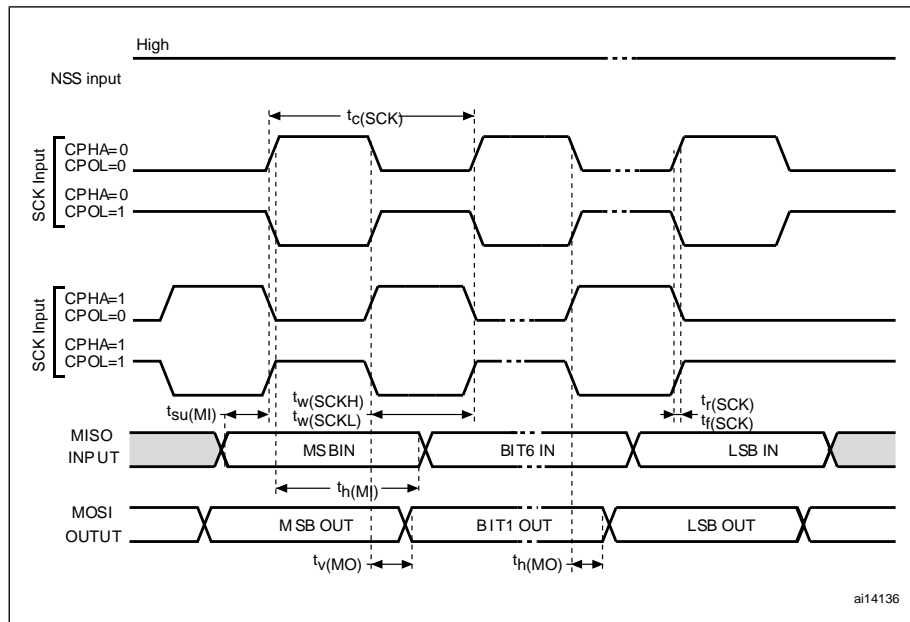 High
NSS input
tc(SCK)
SCK Input
CPHA=0
CPOL=0
CPHA=0
CPOL=1
SCK Input
CPHA=1
CPOL=0
CPHA=1
CPOL=1
tsu(MI)
tw(SCKH)
tw(SCKL)
tr(SCK)
tf(SCK)
MISO
INPUT
MSBIN
BIT6 IN
LSB IN
th(MI)
MOSI
OUTUT
MSB OUT
BIT1 OUT
LSB OUT
tv(MO)
th(MO)
ai14136